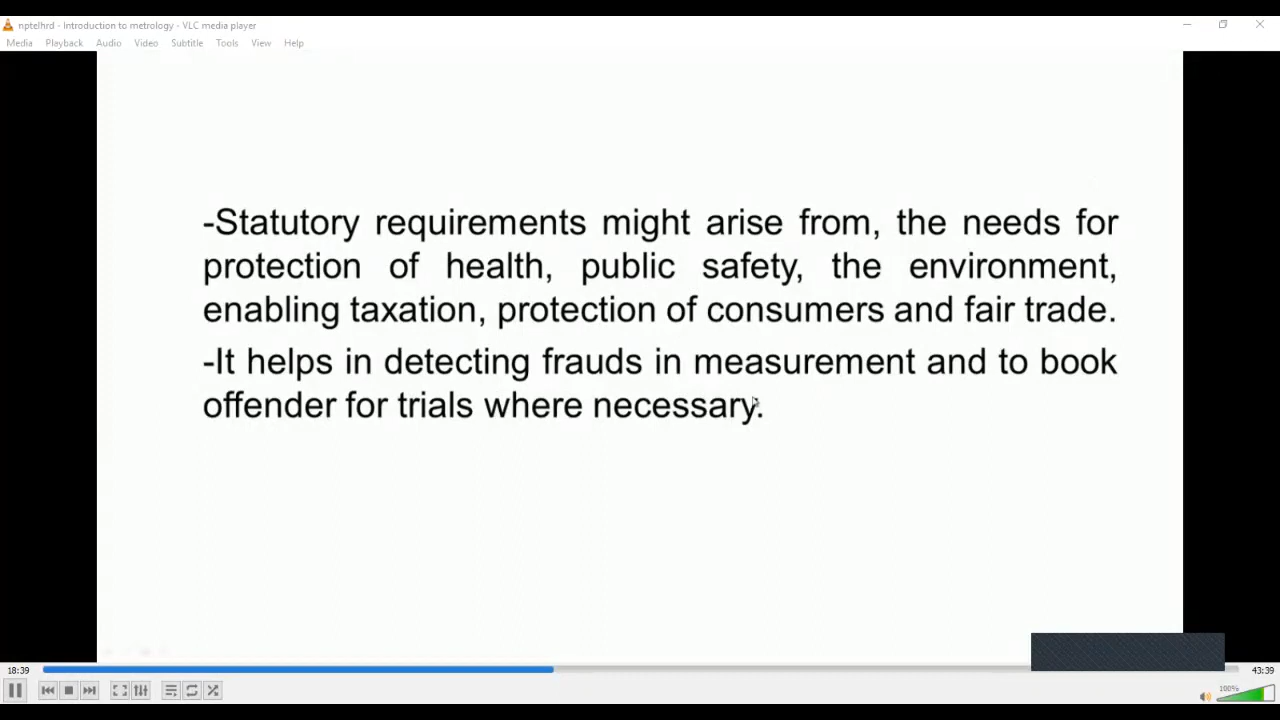 nptelhrd - Introduction to metrology - VLC media player
Media Playback Audio Video Subtitle Tools View Help
-Statutory requirements might arise from, the needs for
protection of health, public safety, the environment,
enabling taxation, protection of consumers and fair trade.
-It helps in detecting frauds in measurement and to book
offender for trials where necessary.
18:39 43:39
100%